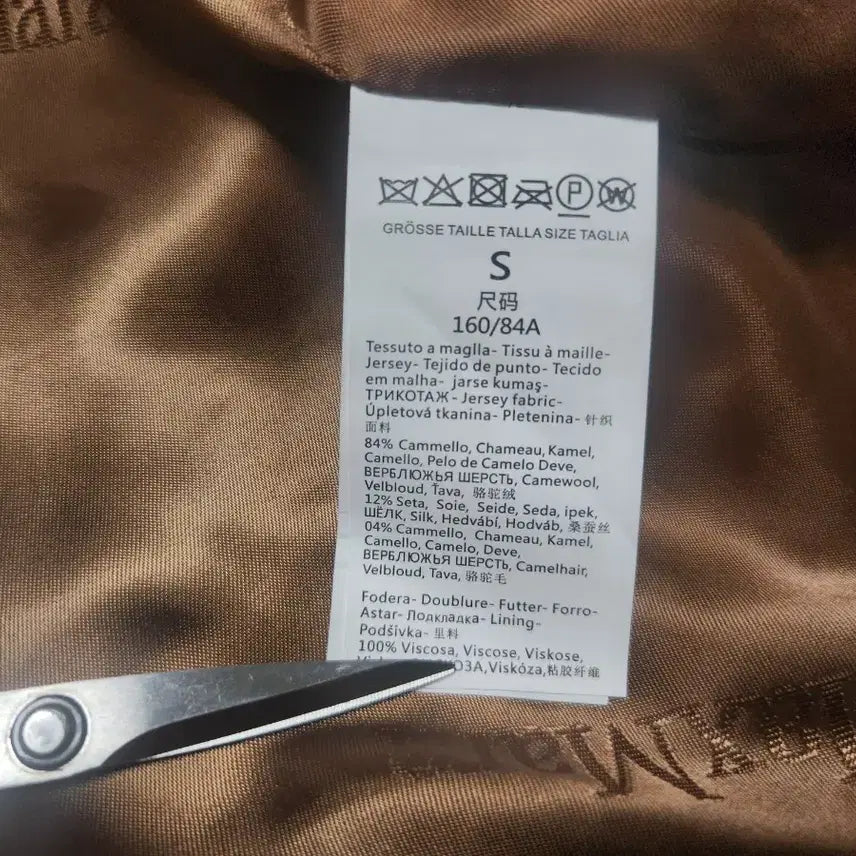 GRÖSSE TAILLE TALLA SIZE TAGLIA
S
尺码
160/84A
Tessuto a maglla- Tissu à maille-
Jersey- Tejido de punto- Tecido
em malha- jarse kumaş-
ТРИКОТАЖ- Jersey fabric-
Úpletová tkanina- Pletenina- 针织
面料
84% Cammello, Chameau, Kamel,
Camello, Pelo de Camelo Deve,
ВЕРБЛЮЖЬЯ ШЕРСТЬ, Camewool,
Velbloud, Ťava, 骆驼绒
12% Seta, Soie, Seide, Seda, ipek,
ШЁЛК, Silk, Hedvábí, Hodváb, 桑蚕丝
04% Cammello, Chameau, Kamel,
Camello, Camelo, Deve,
ВЕРБЛЮЖЬЯ ШЕРСТЬ, Camelhair,
Velbloud, Tava, 骆驼毛
Fodera- Doublure- Futter- Forro-
Astar- Подкладка- Lining-
Podšívka- 里料
100% Viscosa, Viscose, Viskose,
Viskóza,粘胶纤维